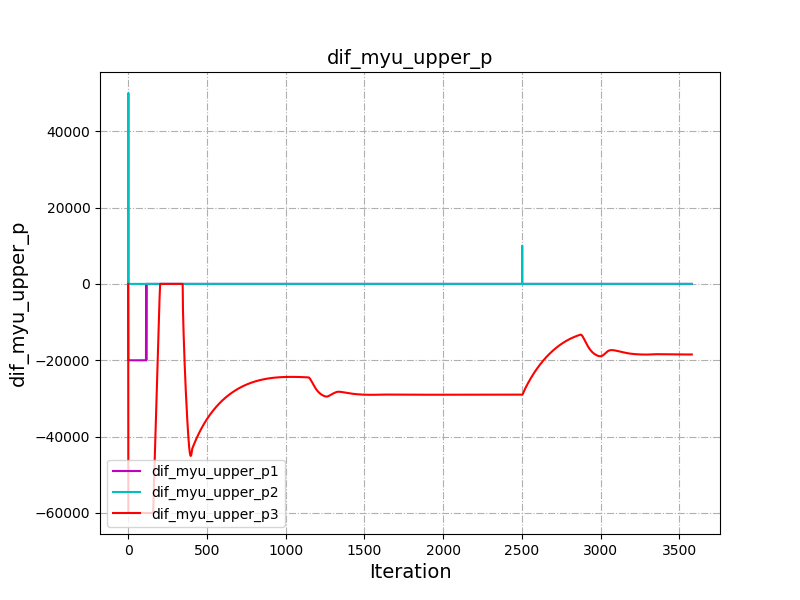 dif_myu_upper_p
dif_myu_upper_p
40000
20000
0
−20000
−40000
−60000
dif_myu_upper_p1
dif_myu_upper_p2
dif_myu_upper_p3
0 500 1000 1500 2000 2500 3000 3500
Iteration